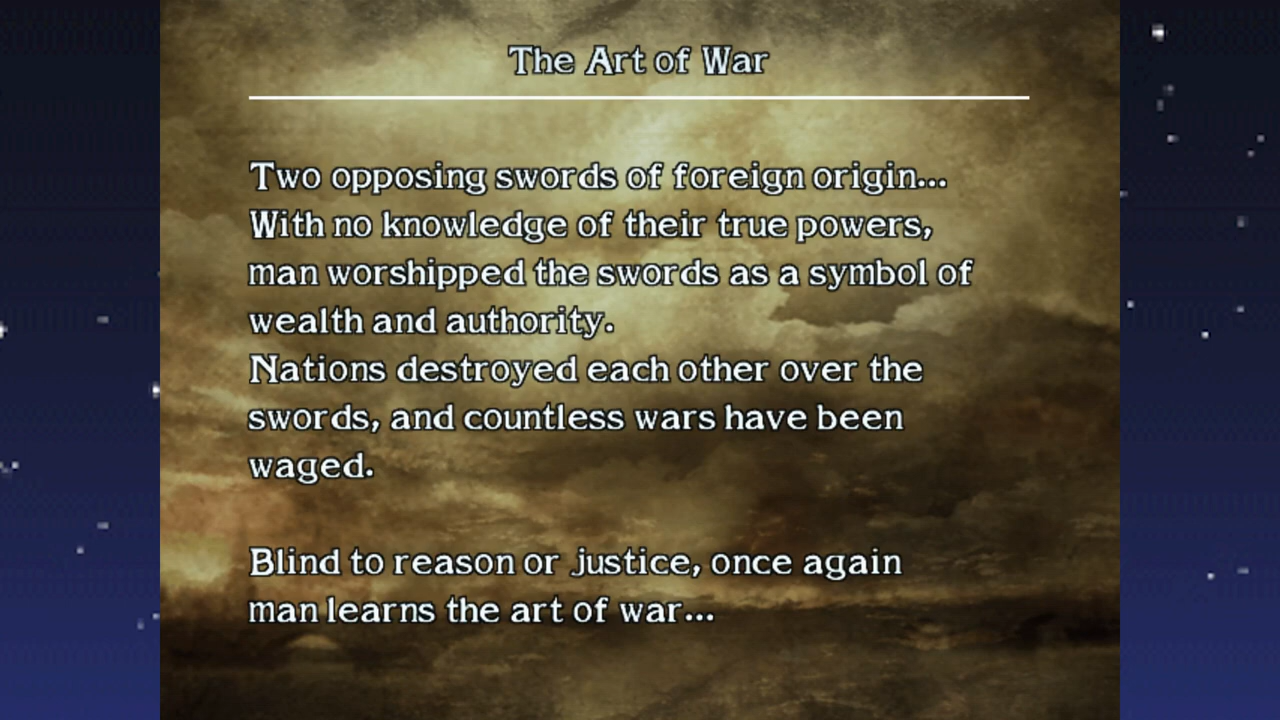 The Art of War
Two opposing swords of foreign origin...
With no knowledge of their true powers,
man worshipped the swords as a symbol of
wealth and authority.
Nations destroyed each other over the
swords, and countless wars have been
waged.
Blind to reason or justice, once again
man learns the art of war...